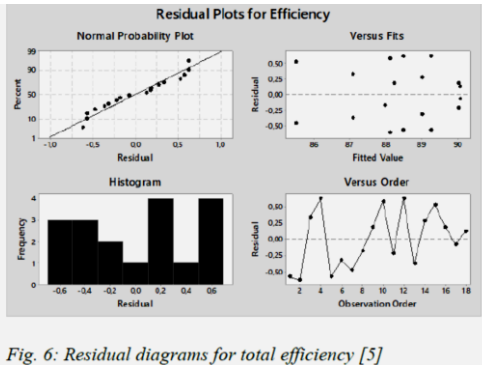 Residual Plots for Efficiency
Normal Probability Plot
99
90
50
10
1
Percent
-1,0 -0,5 0,0 0,5 1,0
Residual
Versus Fits
0,50
0,25
0,00
-0,25
-0,50
Residual
86 87 88 89 90
Fitted Value
Histogram
4
3
2
1
0
Frequency
-0,6 -0,4 -0,2 0,0 0,2 0,4 0,6
Residual
Versus Order
0,50
0,25
0,00
-0,25
-0,50
Residual
2 4 6 8 10 12 14 16 18
Observation Order
Fig. 6: Residual diagrams for total efficiency [5]